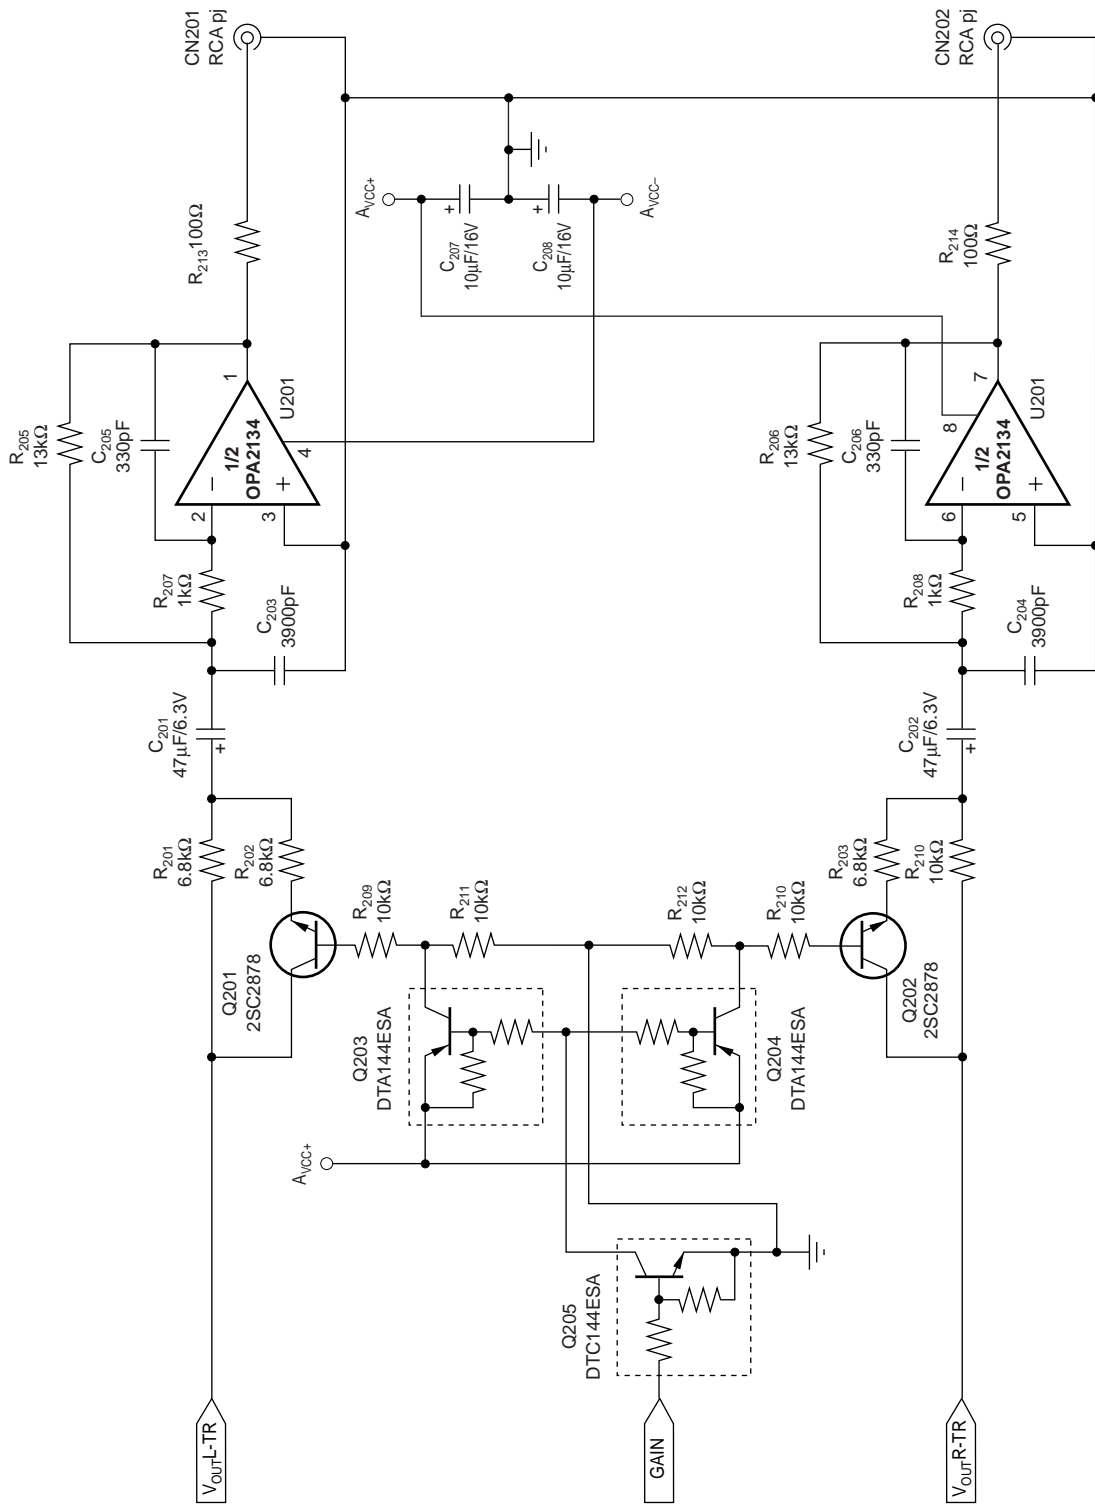 VOUTL-TR
R201
6.8kΩ
R202
6.8kΩ
Q201
2SC2878
C201
47μF/6.3V
+
R205
13kΩ
C205
330pF
R207
1kΩ
C203
3900pF
2
3
−
+
1/2
OPA2134
1
4
U201
R213100Ω
CN201
RCA pj
R209
10kΩ
R211
10kΩ
Q203
DTA144ESA
AVCC+
Q205
DTC144ESA
GAIN
Q204
DTA144ESA
R212
10kΩ
R210
10kΩ
AVCC+
+
C207
10μF/16V
+
C208
10μF/16V
AVCC−
VOUTR-TR
Q202
2SC2878
R203
6.8kΩ
R210
10kΩ
C202
47μF/6.3V
+
R206
13kΩ
C206
330pF
R208
1kΩ
C204
3900pF
6
5
−
+
1/2
OPA2134
8
7
U201
R214
100Ω
CN202
RCA pj